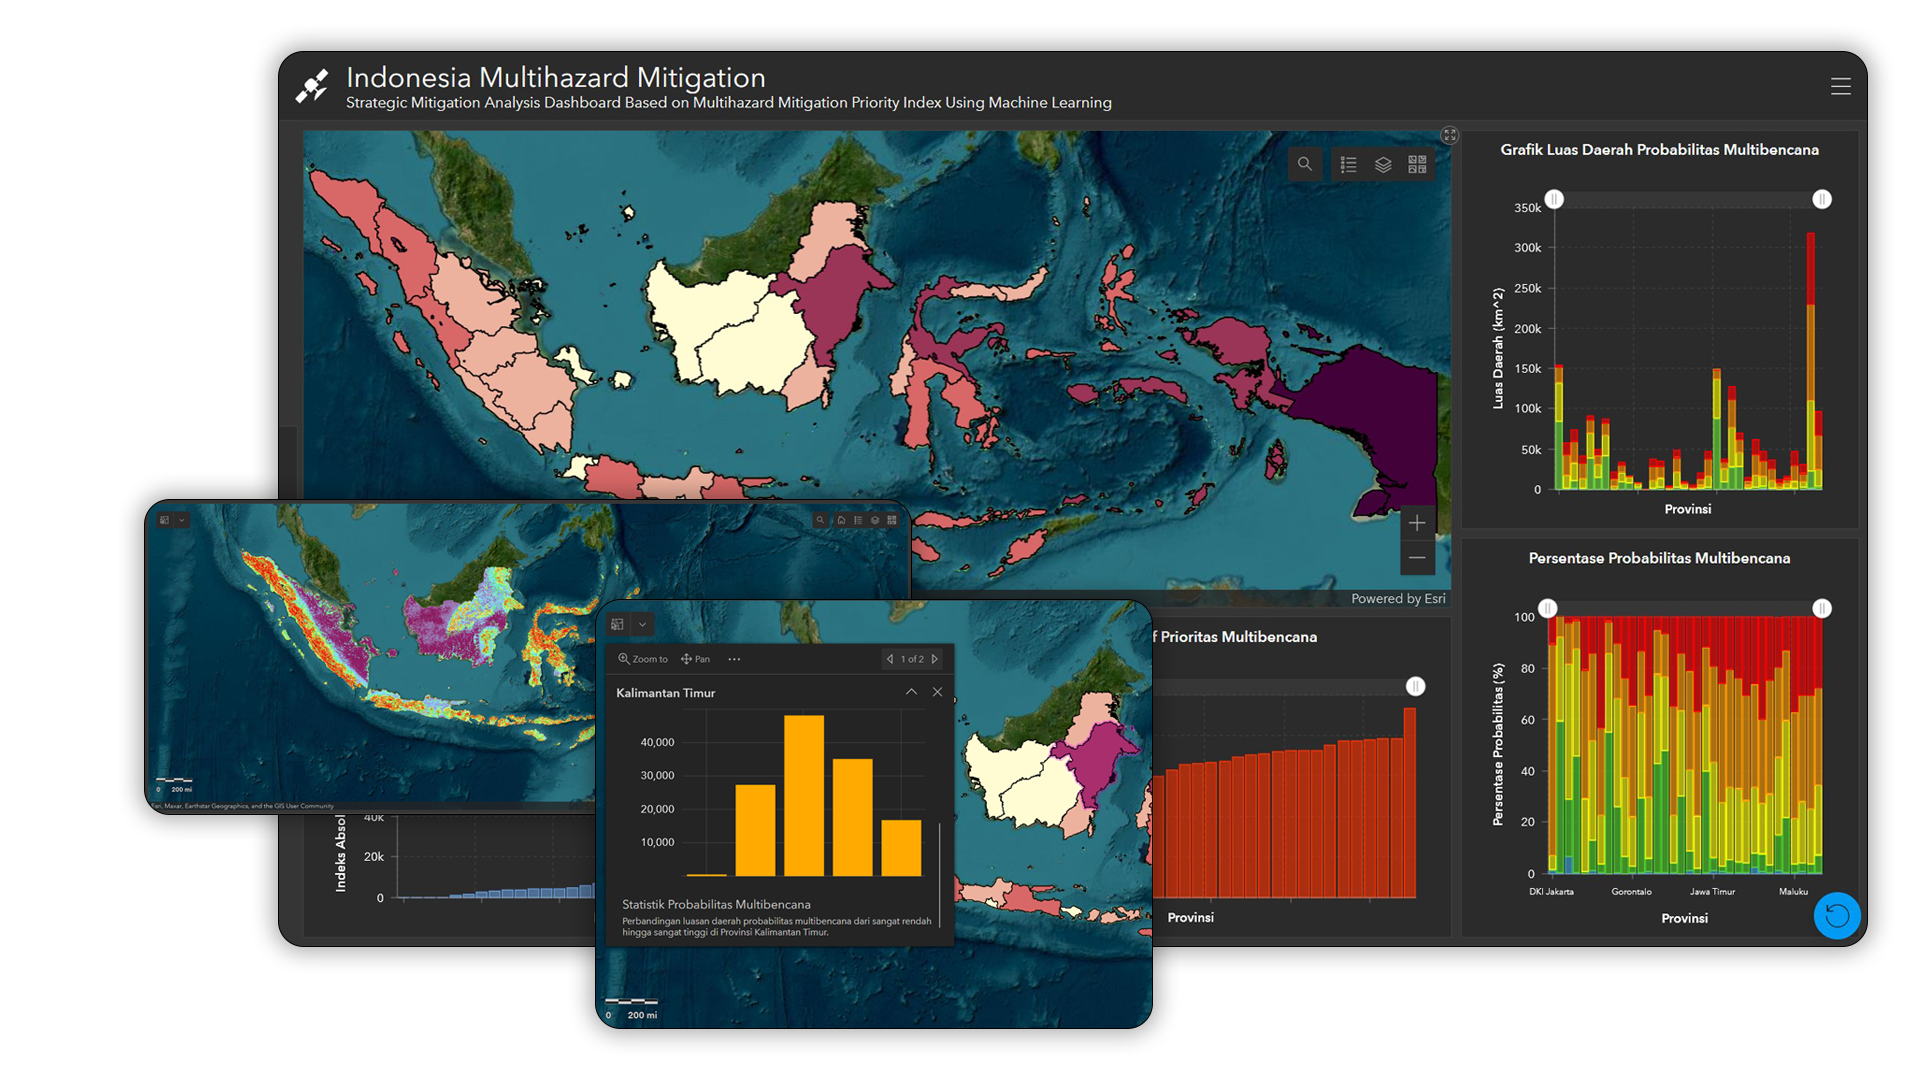 Indonesia Multihazard Mitigation
Strategic Mitigation Analysis Dashboard Based on Multihazard Mitigation Priority Index Using Machine Learning
Powered by Esri
Grafik Luas Daerah Probabilitas Multibencana
350k
300k
250k
200k
150k
100k
50k
0
Luas Daerah (km^2)
Provinsi
Persentase Probabilitas Multibencana
100
80
60
40
20
0
Persentase Probabilitas (%)
DKI Jakarta
Gorontalo
Jawa Timur
Maluku
Provinsi
0
200 mi
Esri, Maxar, Earthstar Geographics, and the GIS User Community
Indeks Absol
40k
20k
0
f Prioritas Multibencana
Provinsi
Zoom to
Pan
1 of 2
Kalimantan Timur
40,000
30,000
20,000
10,000
Statistik Probabilitas Multibencana
Perbandingan luasan daerah probabilitas multibencana dari sangat rendah
hingga sangat tinggi di Provinsi Kalimantan Timur.
0
200 mi